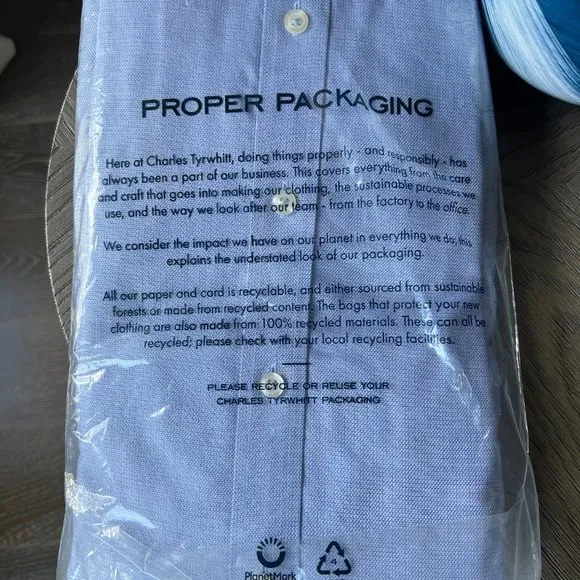 PROPER PACKAGING
Here at Charles Tyrwhitt, doing things properly - and responsibly - has
always been a part of our business. This covers everything from the care
and craft that goes into making our clothing, the sustainable processes we
use, and the way we look after our team - from the factory to the office.
We consider the impact we have on our planet in everything we do; this
explains the understated look of our packaging.
All our paper and card is recyclable, and either sourced from sustainable
forests or made from recycled content. The bags that protect your new
clothing are also made from 100% recycled materials. These can all be
recycled; please check with your local recycling facilities.
PLEASE RECYCLE OR REUSE YOUR
CHARLES TYRWHITT PACKAGING
PlanetMark
4